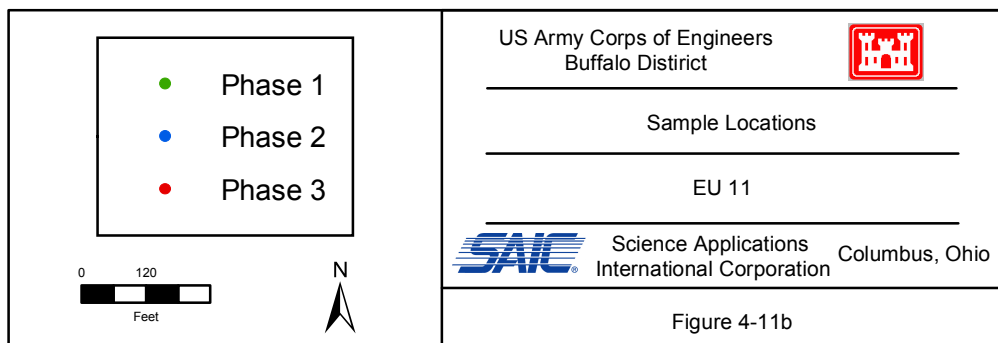 Phase 1
Phase 2
Phase 3
0 120
Feet
N
US Army Corps of Engineers
Buffalo Distirict
Sample Locations
EU 11
SAIC®
Science Applications
International Corporation
Columbus, Ohio
Figure 4-11b